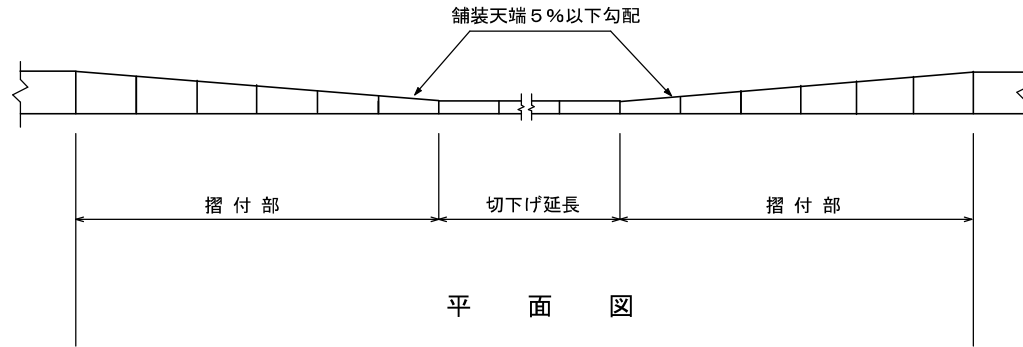 舗装天端５%以下勾配
摺 付 部 切下げ延長 摺 付 部
平 面 図